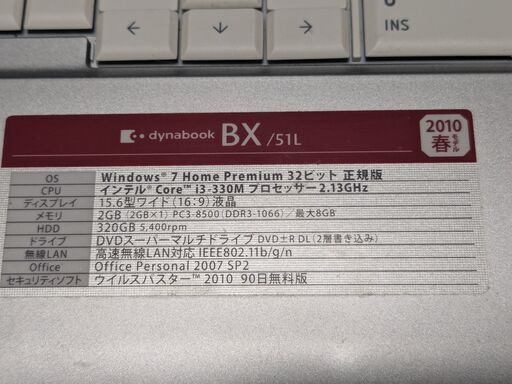 ← ↓ →
INS
dynabook BX /51L
2010
春モデル
OS Windows® 7 Home Premium 32ビット 正規版
CPU インテル® Core™ i3-330M プロセッサー 2.13GHz
ディスプレイ 15.6型ワイド(16:9)液晶
メモリ 2GB(2GB×1) PC3-8500(DDR3-1066)/最大8GB
HDD 320GB 5,400rpm
ドライブ DVDスーパーマルチドライブ DVD±R DL(2層書き込み)
無線LAN 高速無線LAN対応 IEEE802.11b/g/n
Office Office Personal 2007 SP2
セキュリティソフト ウイルスバスター™ 2010 90日無料版